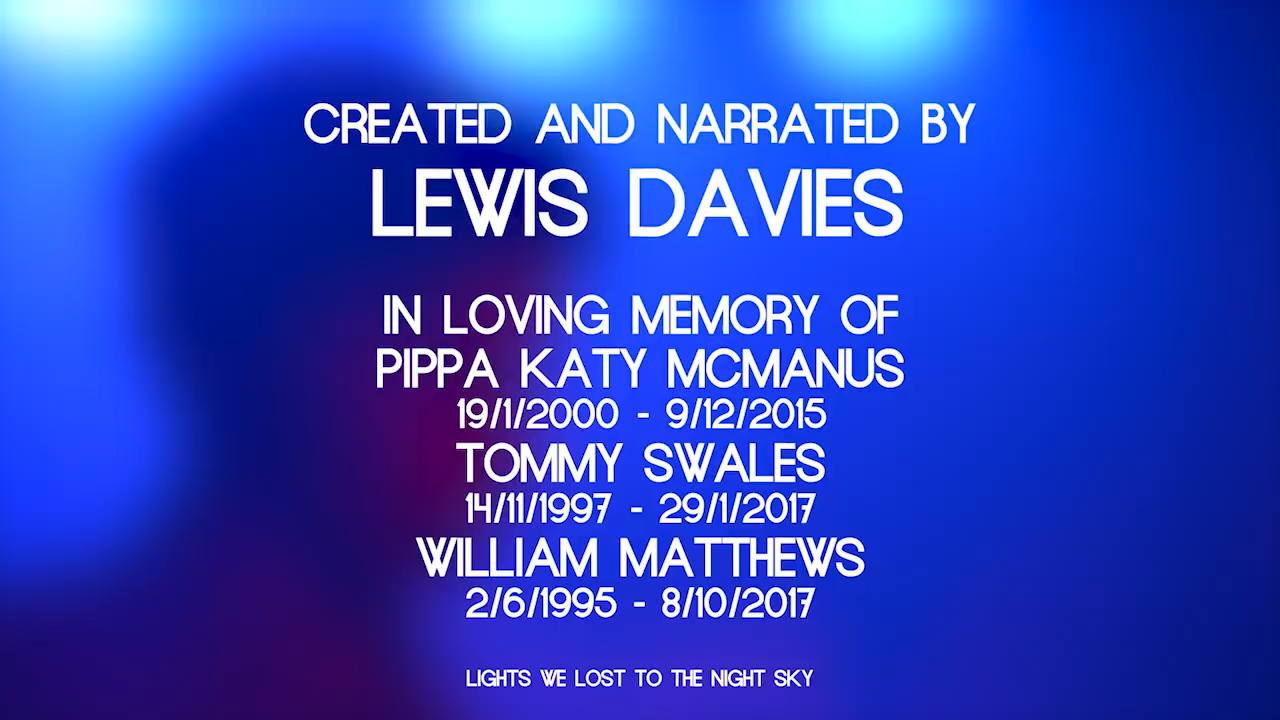 CREATED AND NARRATED BY
LEWIS DAVIES
IN LOVING MEMORY OF
PIPPA KATY MCMANUS
19/1/2000 - 9/12/2015
TOMMY SWALES
14/11/1997 - 29/1/2017
WILLIAM MATTHEWS
2/6/1995 - 8/10/2017
LIGHTS WE LOST TO THE NIGHT SKY